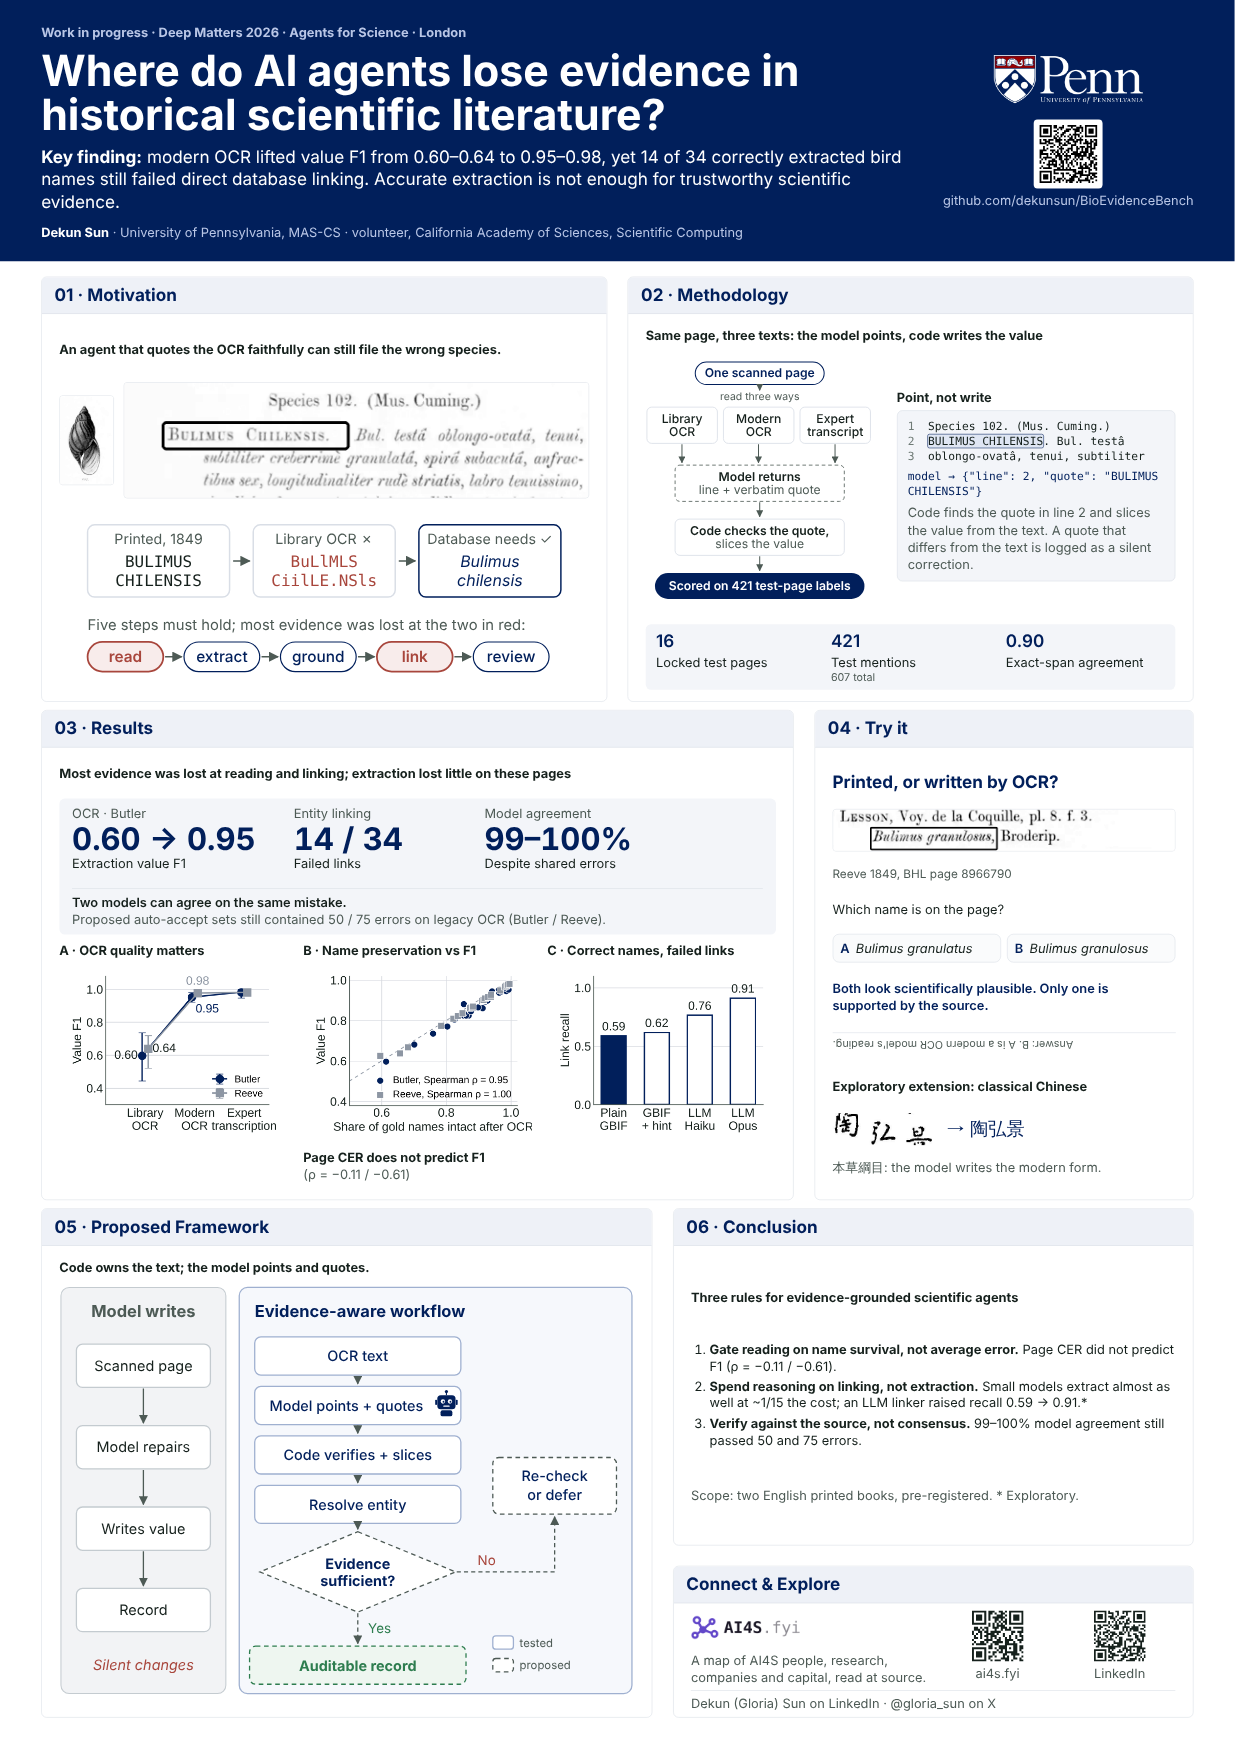 Work in progress · Deep Matters 2026 · Agents for Science · London
Where do AI agents lose evidence in
historical scientific literature?
Key finding: modern OCR lifted value F1 from 0.60–0.64 to 0.95–0.98, yet 14 of 34 correctly extracted bird
names still failed direct database linking. Accurate extraction is not enough for trustworthy scientific
evidence.
Dekun Sun · University of Pennsylvania, MAS-CS · volunteer, California Academy of Sciences, Scientific Computing
Penn
University of Pennsylvania
github.com/dekunsun/BioEvidenceBench
01 · Motivation
An agent that quotes the OCR faithfully can still file the wrong species.
Species 102. (Mus. Cuming.)
BULIMUS CHILENSIS. Bul. testâ oblongo-ovatá, tenui,
subtiliter creberrimè granulatá, spirá subacutá, anfrac-
tibus sex, longitudinaliter rudè striatis, labro tenuissimo,
Printed, 1849
BULIMUS
CHILENSIS
Library OCR ×
BuLlMLS
CiilLE.NSls
Database needs ✓
Bulimus
chilensis
Five steps must hold; most evidence was lost at the two in red:
read
extract
ground
link
review
02 · Methodology
Same page, three texts: the model points, code writes the value
One scanned page
read three ways
Library
OCR
Modern
OCR
Expert
transcript
Model returns
line + verbatim quote
Code checks the quote,
slices the value
Scored on 421 test-page labels
Point, not write
1 Species 102. (Mus. Cuming.)
2 BULIMUS CHILENSIS. Bul. testâ
3 oblongo-ovatâ, tenui, subtiliter
model → {"line": 2, "quote": "BULIMUS
CHILENSIS"}
Code finds the quote in line 2 and slices
the value from the text. A quote that
differs from the text is logged as a silent
correction.
16
Locked test pages
421
Test mentions
607 total
0.90
Exact-span agreement
03 · Results
Most evidence was lost at reading and linking; extraction lost little on these pages
OCR · Butler
0.60 → 0.95
Extraction value F1
Entity linking
14 / 34
Failed links
Model agreement
99–100%
Despite shared errors
Two models can agree on the same mistake.
Proposed auto-accept sets still contained 50 / 75 errors on legacy OCR (Butler / Reeve).
A · OCR quality matters
Value F1
1.0
0.8
0.6
0.4
0.98
0.95
0.60
0.64
Butler
Reeve
Library
OCR
Modern
OCR
Expert
transcription
B · Name preservation vs F1
Value F1
1.0
0.8
0.6
0.4
Butler, Spearman ρ = 0.95
Reeve, Spearman ρ = 1.00
0.6 0.8 1.0
Share of gold names intact after OCR
Page CER does not predict F1
(ρ = −0.11 / −0.61)
C · Correct names, failed links
Link recall
1.0
0.5
0.0
0.59
0.62
0.76
0.91
Plain
GBIF
GBIF
+ hint
LLM
Haiku
LLM
Opus
04 · Try it
Printed, or written by OCR?
LESSON, Voy. de la Coquille, pl. 8. f. 3.
Bulimus granulosus, Broderip.
Reeve 1849, BHL page 8966790
Which name is on the page?
A Bulimus granulatus
B Bulimus granulosus
Both look scientifically plausible. Only one is
supported by the source.
Answer: B. A is a modern OCR model's reading.
Exploratory extension: classical Chinese
陶弘景 → 陶弘景
本草綱目: the model writes the modern form.
05 · Proposed Framework
Code owns the text; the model points and quotes.
Model writes
Scanned page
Model repairs
Writes value
Record
Silent changes
Evidence-aware workflow
OCR text
Model points + quotes
Code verifies + slices
Resolve entity
Evidence
sufficient?
No
Re-check
or defer
Yes
Auditable record
tested
proposed
06 · Conclusion
Three rules for evidence-grounded scientific agents
1. Gate reading on name survival, not average error. Page CER did not predict
F1 (ρ = −0.11 / −0.61).
2. Spend reasoning on linking, not extraction. Small models extract almost as
well at ~1/15 the cost; an LLM linker raised recall 0.59 → 0.91.*
3. Verify against the source, not consensus. 99–100% model agreement still
passed 50 and 75 errors.
Scope: two English printed books, pre-registered. * Exploratory.
Connect & Explore
AI4S.fyi
A map of AI4S people, research,
companies and capital, read at source.
ai4s.fyi
LinkedIn
Dekun (Gloria) Sun on LinkedIn · @gloria_sun on X